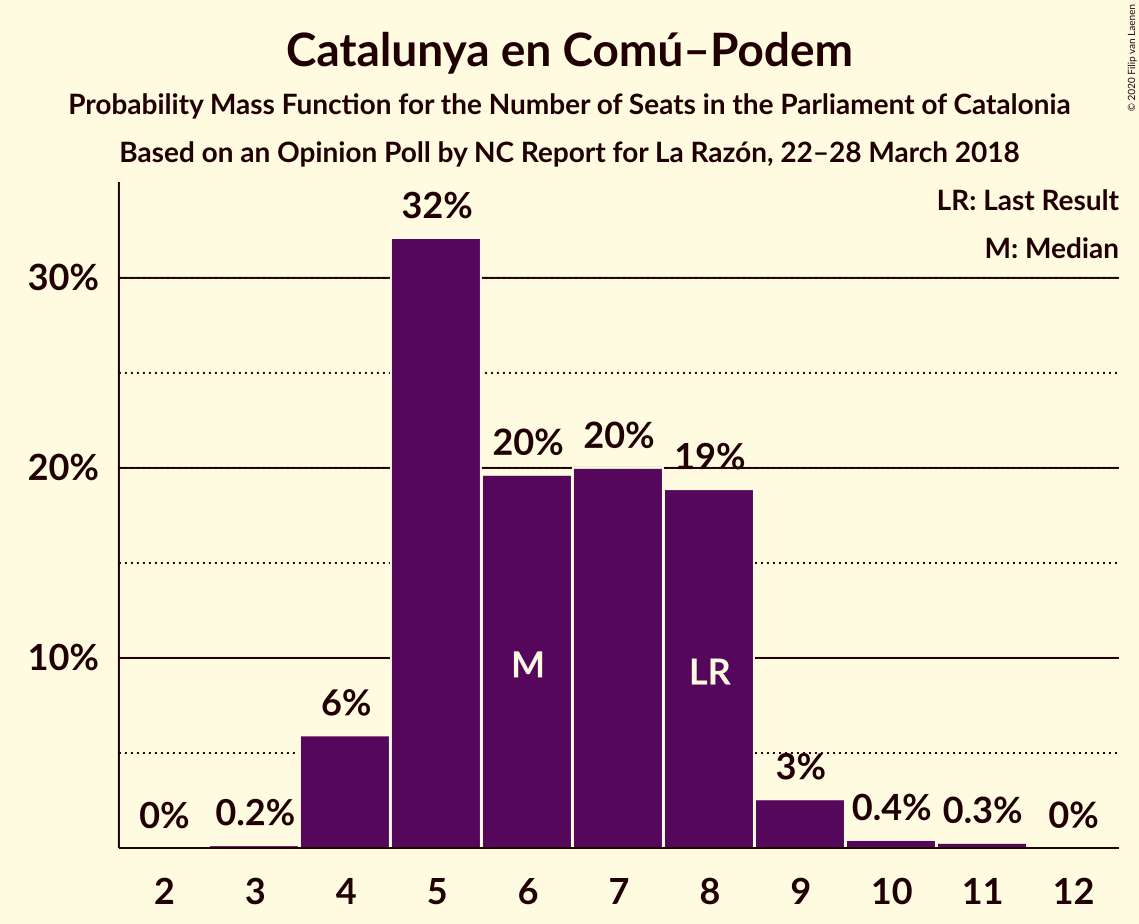 Catalunya en Comú–Podem
Probability Mass Function for the Number of Seats in the Parliament of Catalonia
Based on an Opinion Poll by NC Report for La Razón, 22–28 March 2018
© 2020 Filip van Laenen
LR: Last Result
M: Median
30%
20%
10%
0%
0.2%
6%
32%
20%
20%
19%
3%
0.4%
0.3%
0%
M
LR
2 3 4 5 6 7 8 9 10 11 12